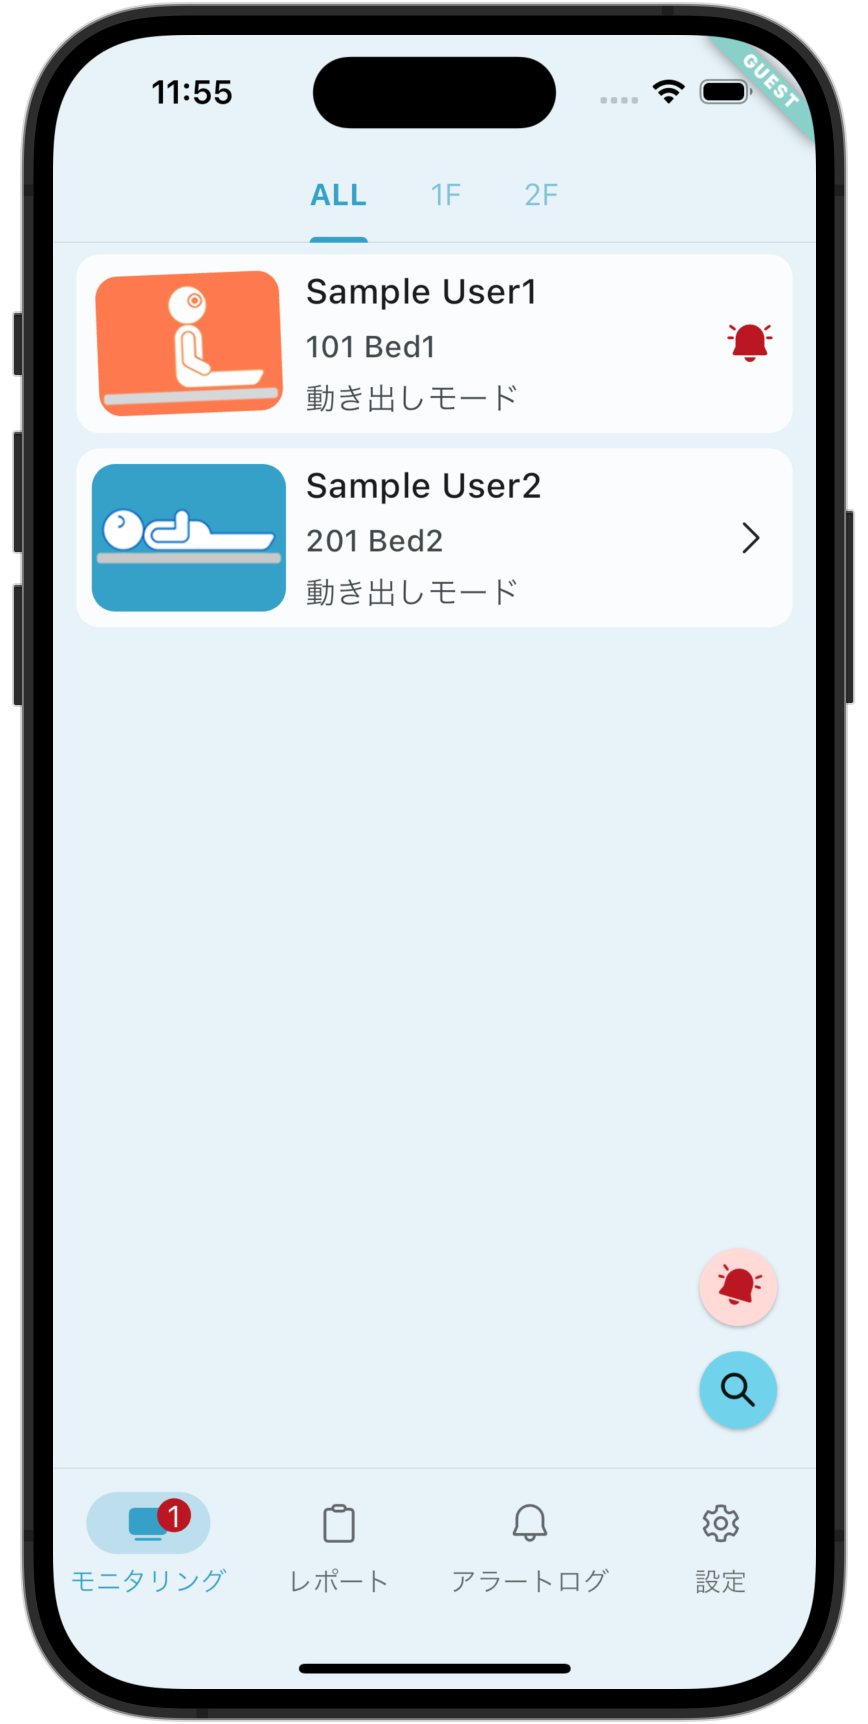 11:55
GUEST
ALL
1F
2F
Sample User1
101 Bed1
動き出しモード
Sample User2
201 Bed2
動き出しモード
1
モニタリング
レポート
アラートログ
設定